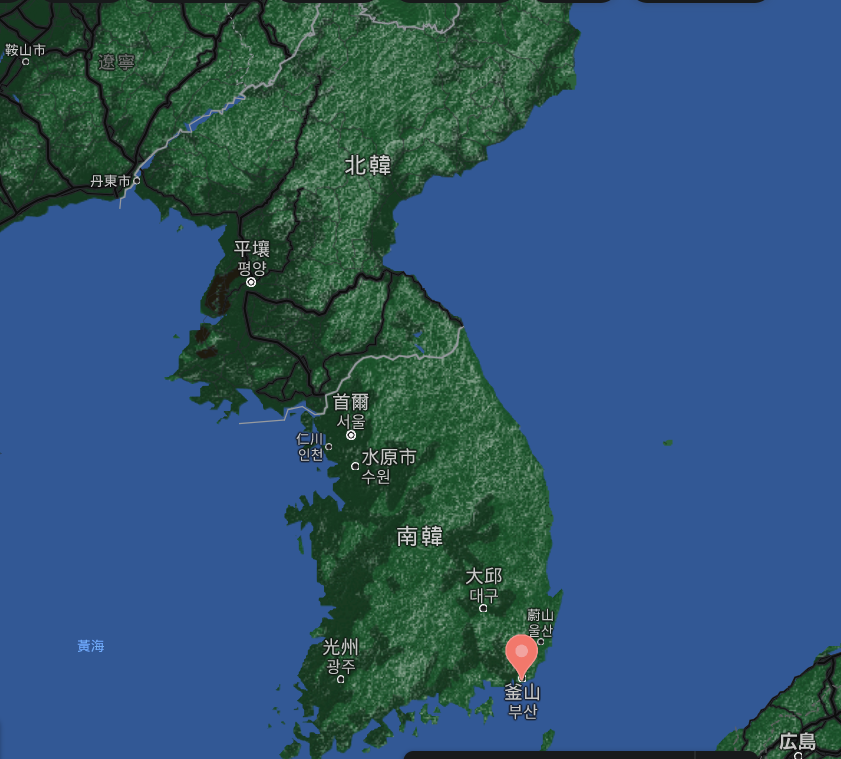 鞍山市
遼寧
北韓
丹東市
平壤
평양
首爾
서울
仁川
인천
水原市
수원
南韓
大邱
대구
蔚山
울산
黃海
光州
광주
釜山
부산
広島